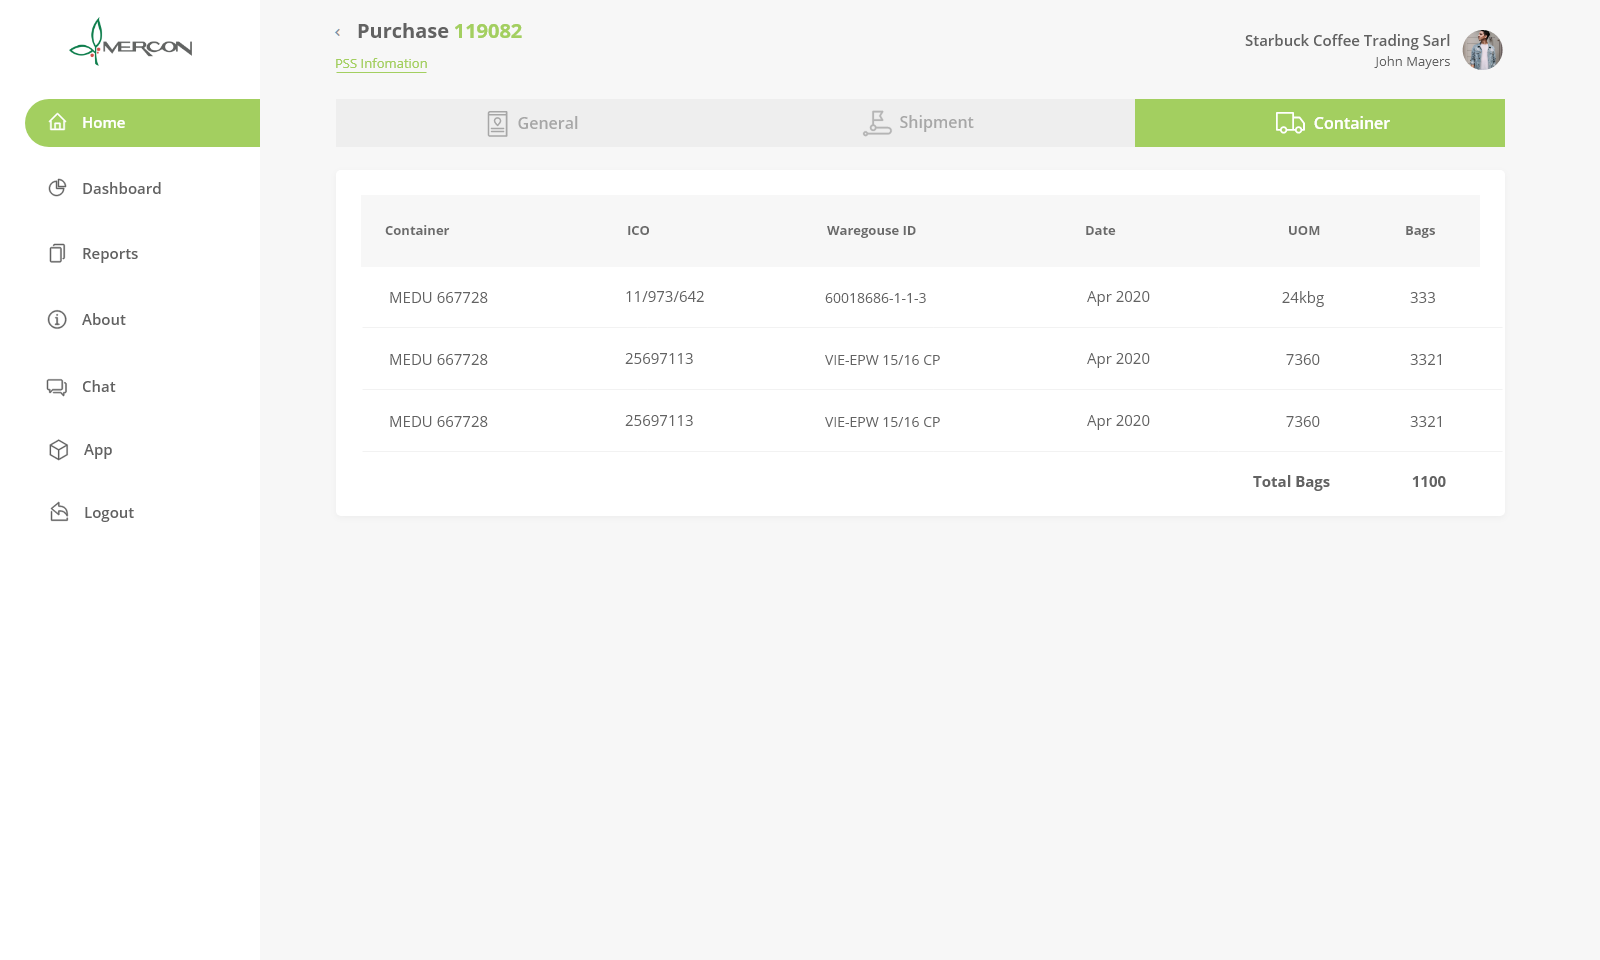 MERCON
Home
Dashboard
Reports
About
Chat
App
Logout
‹ Purchase 119082
PSS Infomation
Starbuck Coffee Trading Sarl
John Mayers
General
Shipment
Container
Container ICO Waregouse ID Date UOM Bags
MEDU 667728 11/973/642 60018686-1-1-3 Apr 2020 24kbg 333
MEDU 667728 25697113 VIE-EPW 15/16 CP Apr 2020 7360 3321
MEDU 667728 25697113 VIE-EPW 15/16 CP Apr 2020 7360 3321
Total Bags 1100